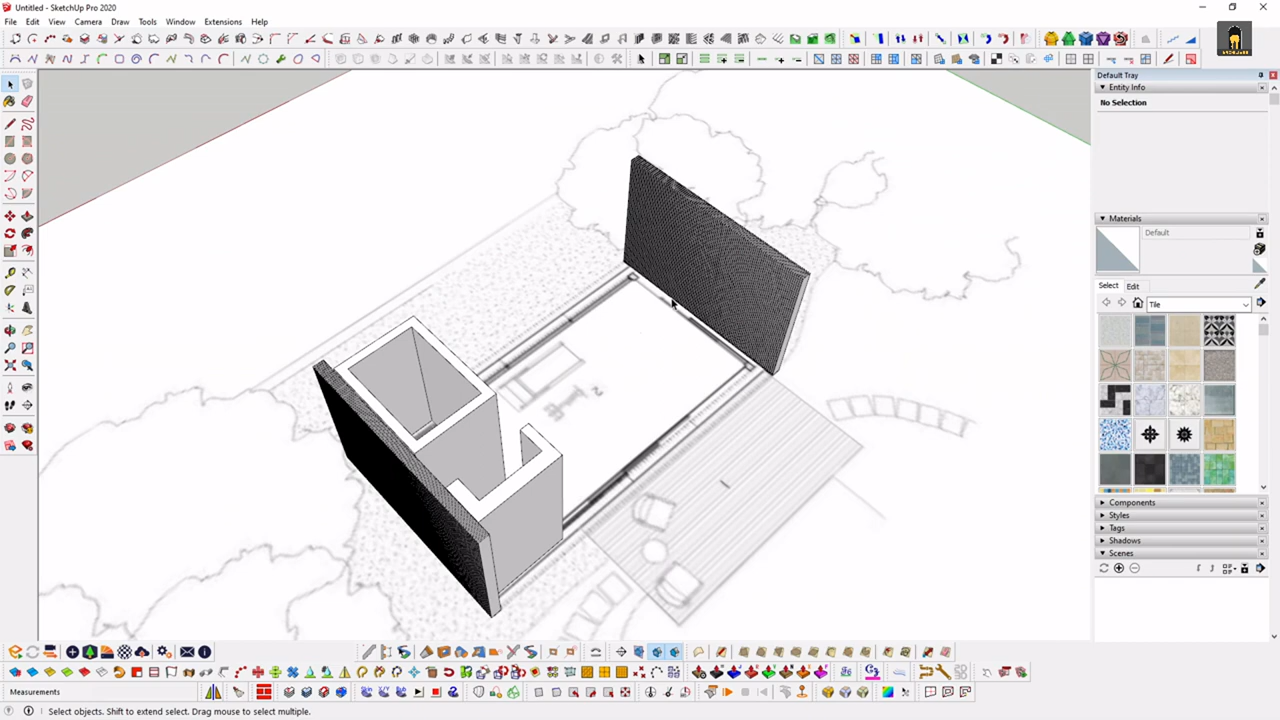 Untitled - SketchUp Pro 2020
File Edit View Camera Draw Tools Window Extensions Help
Default Tray
Entity Info
No Selection
Materials
Default
Select Edit
Tile
Components
Styles
Tags
Shadows
Scenes
Measurements
Select objects. Shift to extend select. Drag mouse to select multiple.